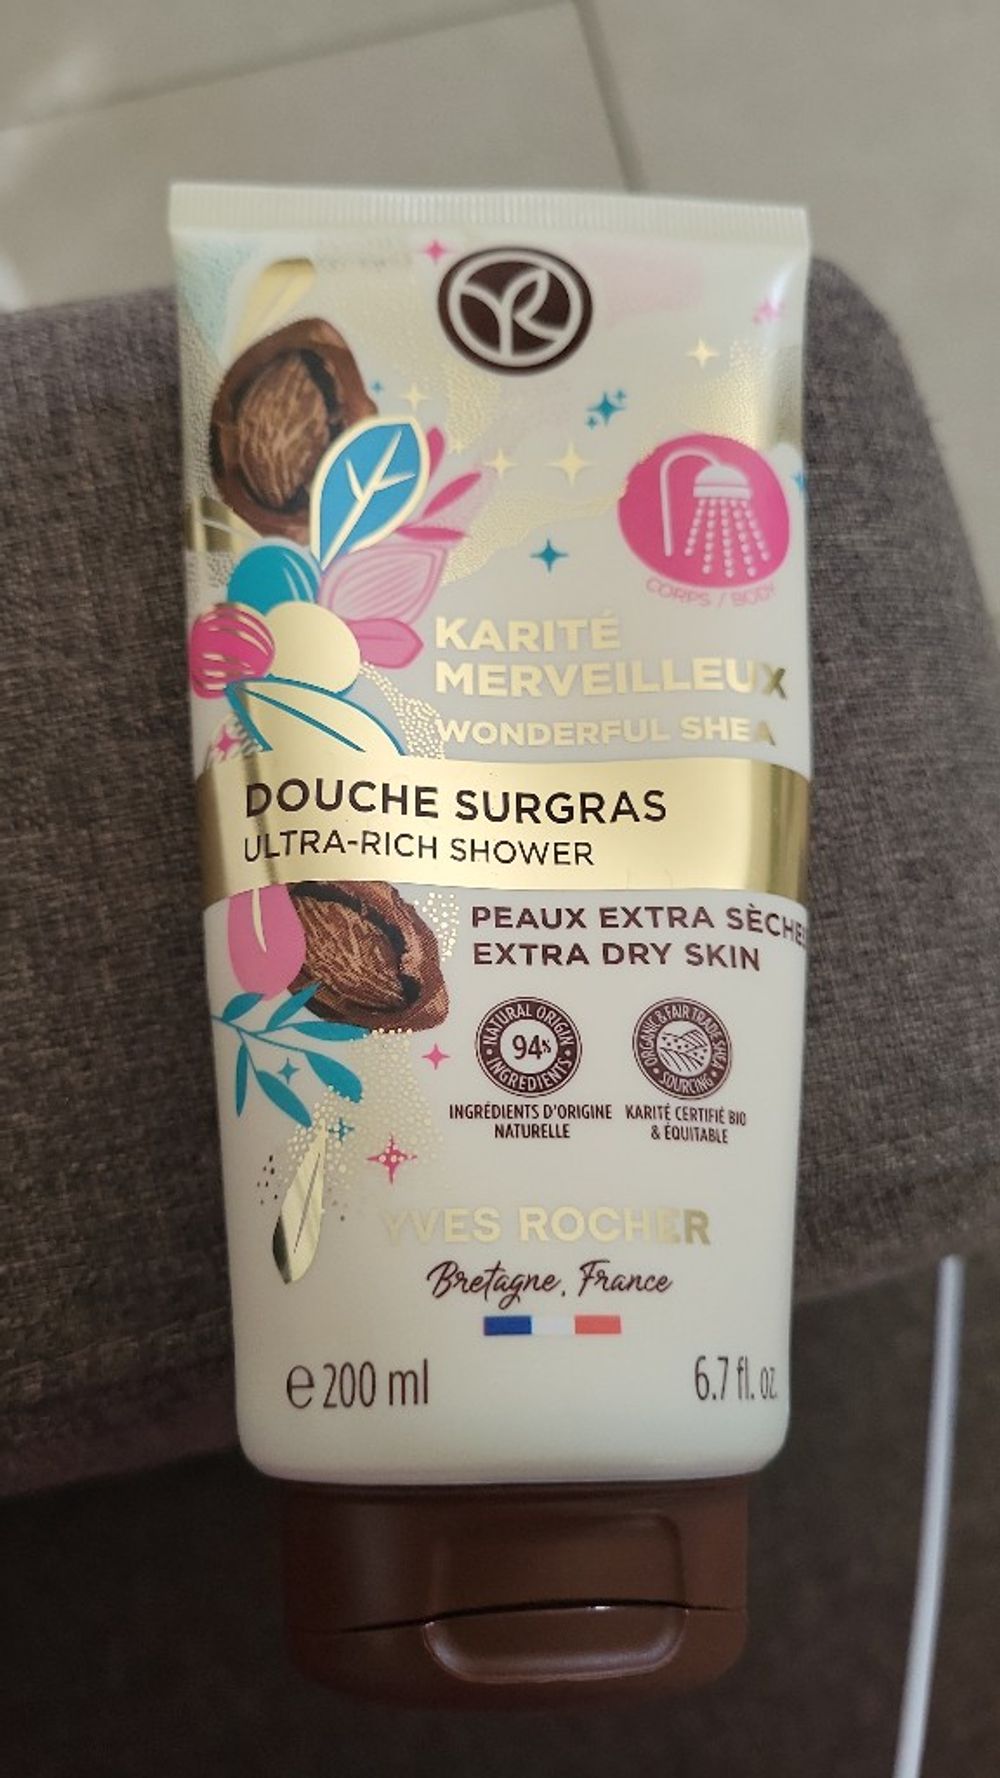 CORPS / BODY
KARITÉ
MERVEILLEUX
WONDERFUL SHEA
DOUCHE SURGRAS
ULTRA-RICH SHOWER
PEAUX EXTRA SÈCHES
EXTRA DRY SKIN
NATURAL ORIGIN
94%
INGREDIENTS
ORGANIC & FAIR TRADE SHEA
SOURCING
INGRÉDIENTS D'ORIGINE
NATURELLE
KARITÉ CERTIFIÉ BIO
& ÉQUITABLE
YVES ROCHER
Bretagne, France
e 200 ml
6.7 fl. oz.